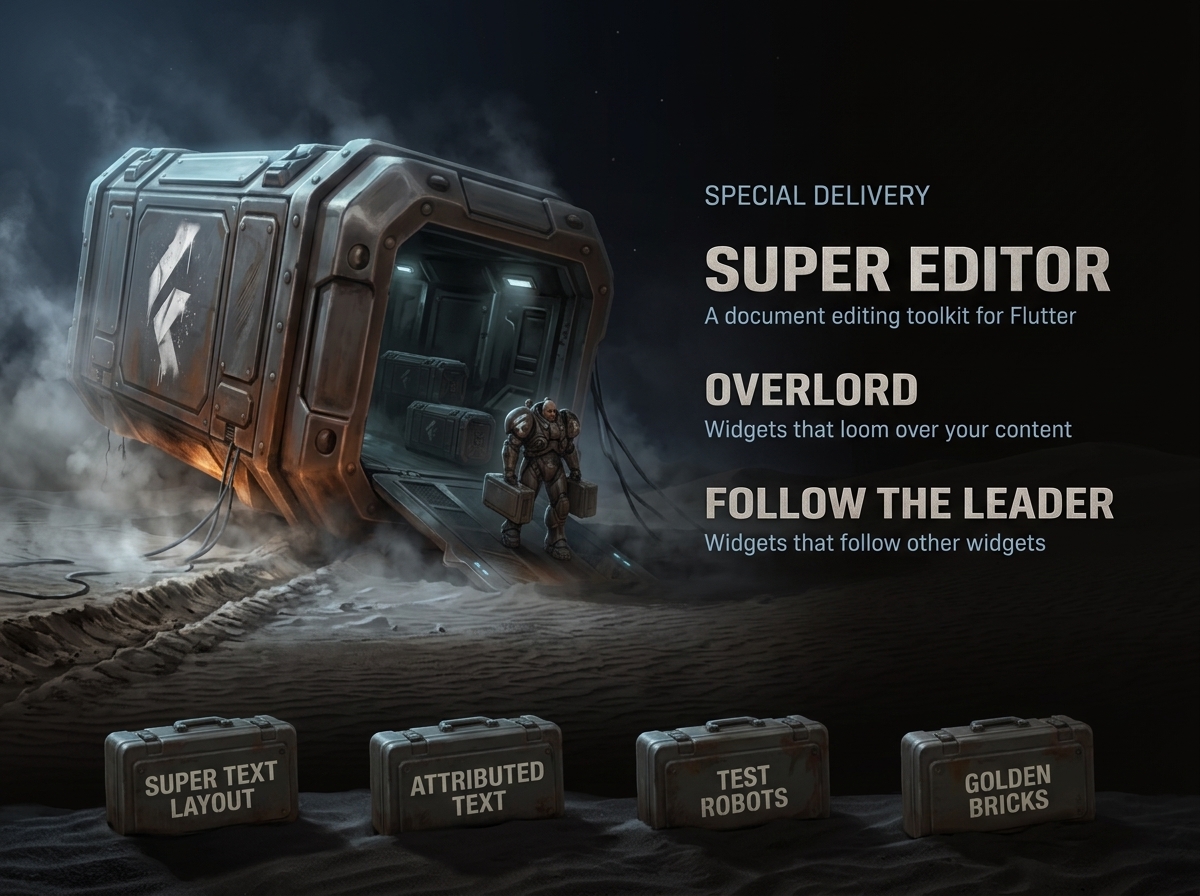 SPECIAL DELIVERY
SUPER EDITOR
A document editing toolkit for Flutter
OVERLORD
Widgets that loom over your content
FOLLOW THE LEADER
Widgets that follow other widgets
SUPER TEXT
LAYOUT
ATTRIBUTED
TEXT
TEST
ROBOTS
GOLDEN
BRICKS